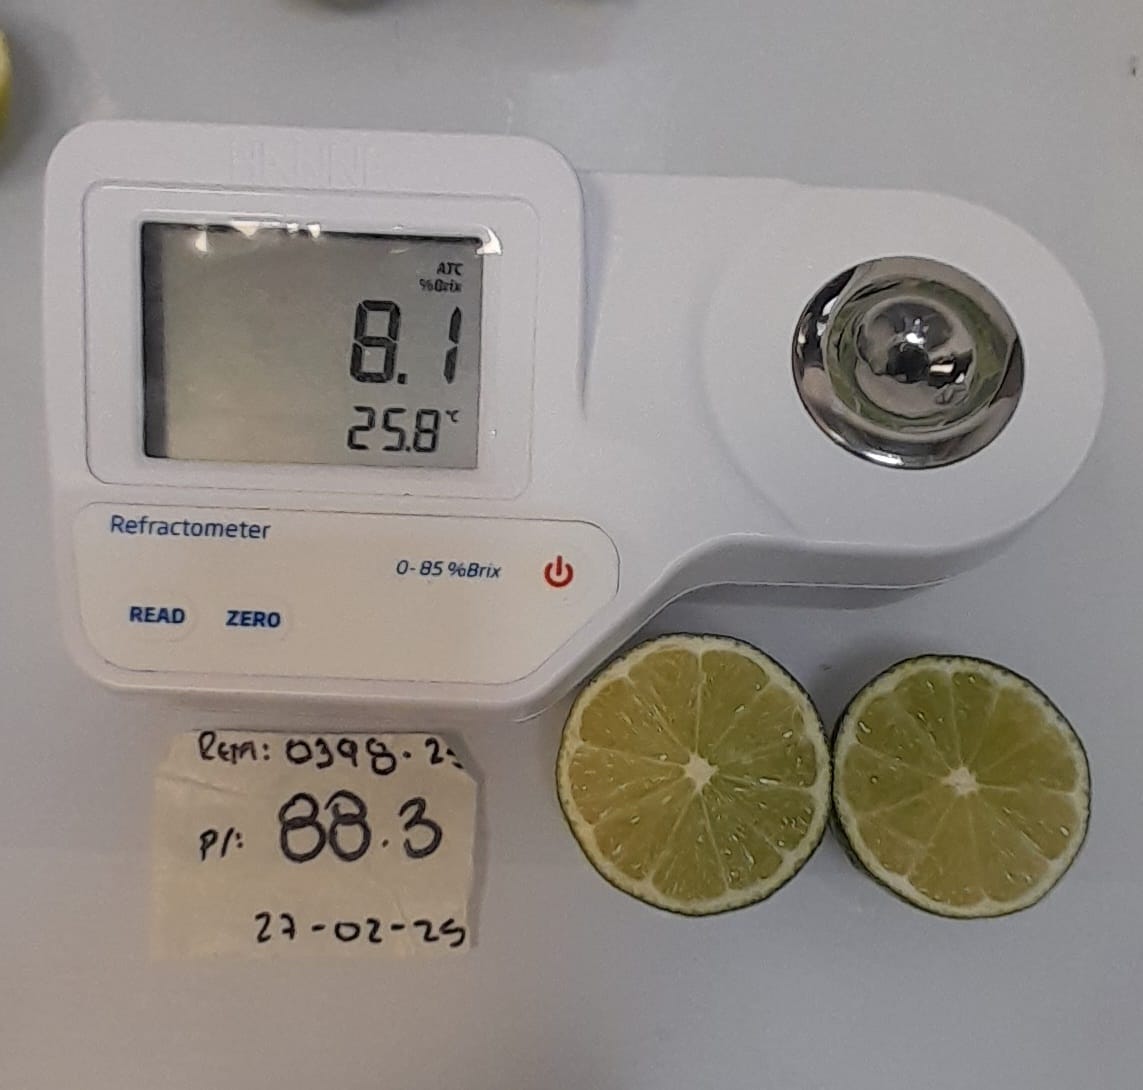 ATC
%Brix
8.1
25.8°C
Refractometer
0-85 %Brix
READ ZERO
Rem: 0398.2
P/: 88.3
27-02-25